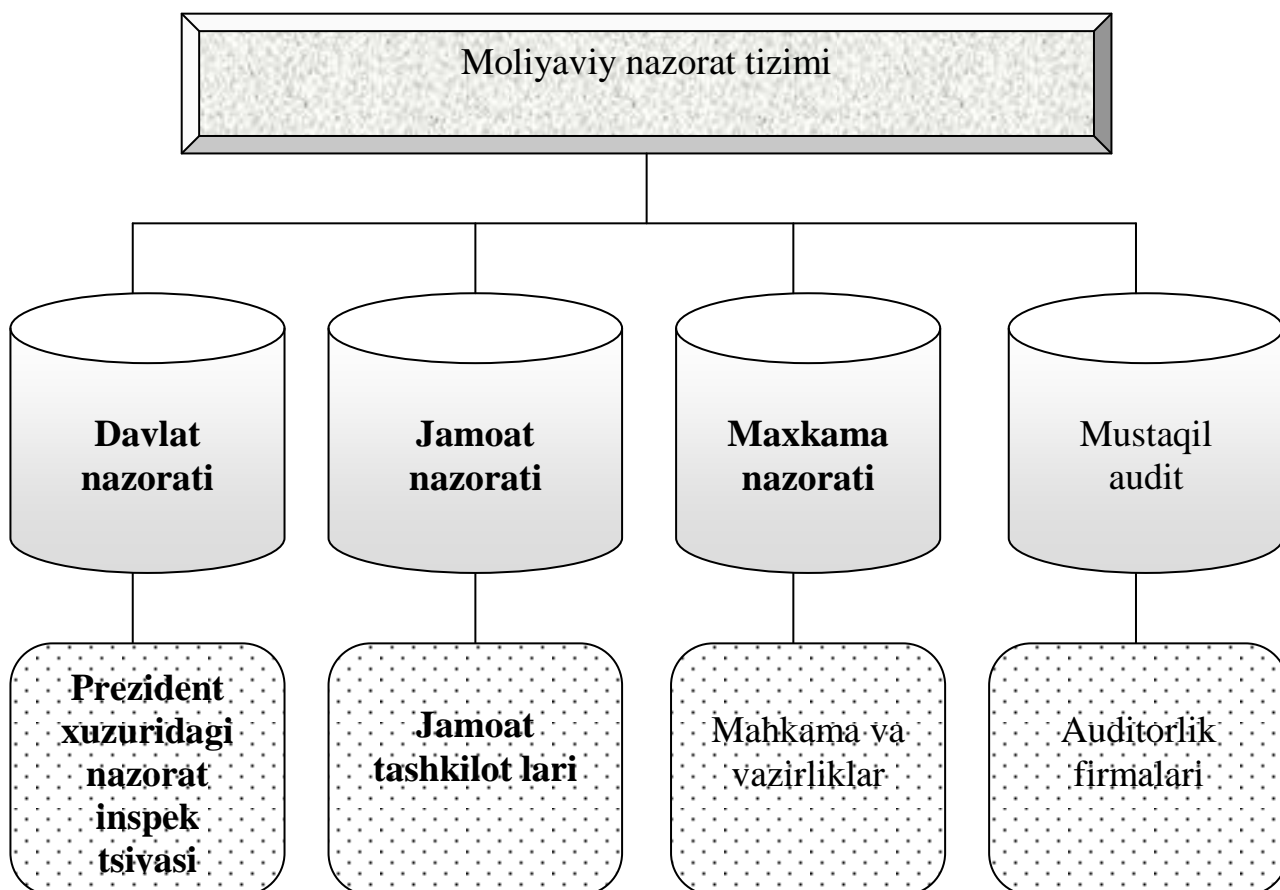 Moliyaviy nazorat tizimi
Davlat
nazorati
Jamoat
nazorati
Maxkama
nazorati
Mustaqil
audit
Prezident
xuzuridagi
nazorat
inspek
tsivasi
Jamoat
tashkilot lari
Mahkama va
vazirliklar
Auditorlik
firmalari